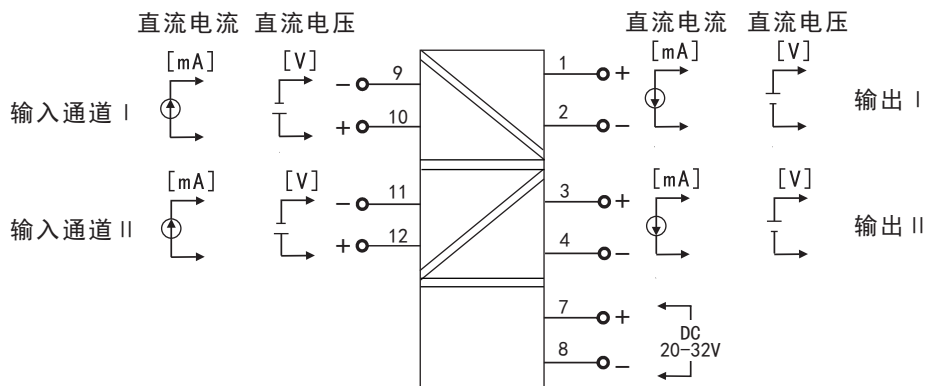 直流电流 直流电压 直流电流 直流电压
[mA] [V] [mA] [V]
输入通道 I - 9 1 + 输出 I
+ 10 2 -
[mA] [V] [mA] [V]
输入通道 II - 11 3 + 输出 II
+ 12 4 -
7 +
DC
20-32V
8 -